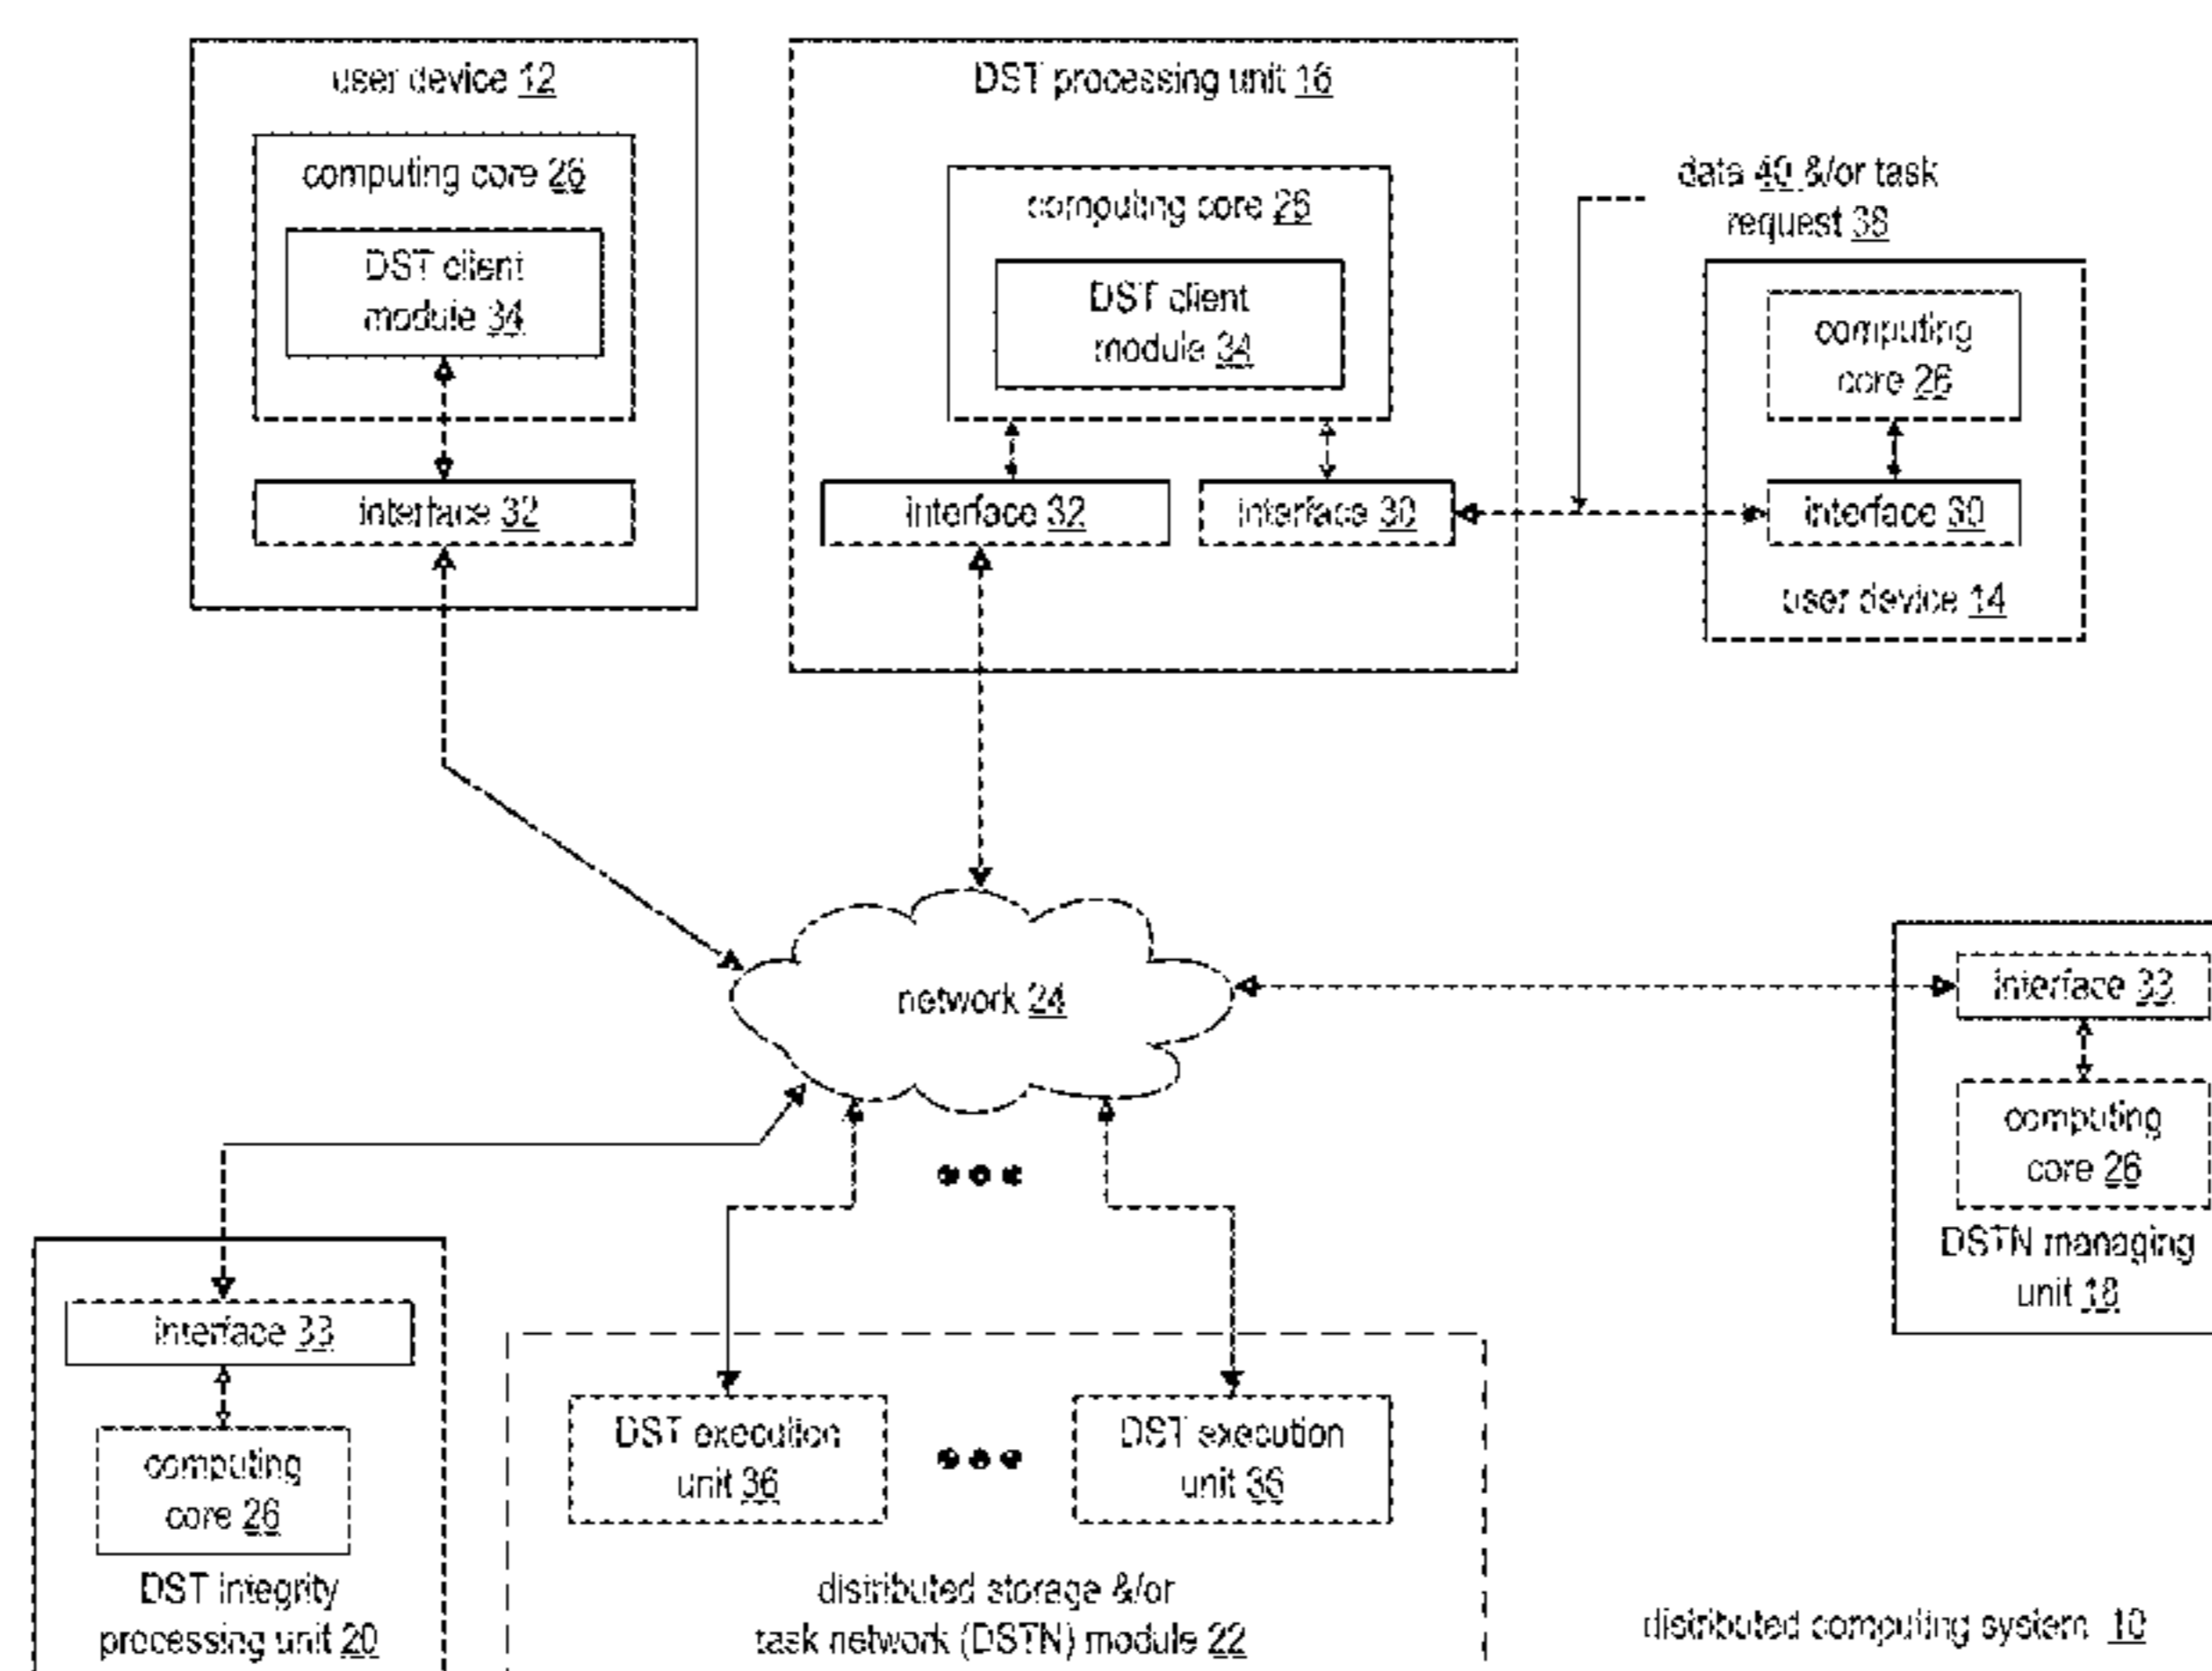 user device 12
computing core 26
DST client
module 34
interface 32
DST processing unit 16
computing core 26
DST client
module 34
interface 32
interface 30
data 40 &/or task
request 38
computing
core 26
interface 30
user device 14
network 24
interface 33
computing
core 26
DSTN managing
unit 18
interface 33
computing
core 26
DST integrity
processing unit 20
DST execution
unit 36
DST execution
unit 36
distributed storage &/or
task network (DSTN) module 22
distributed computing system 10